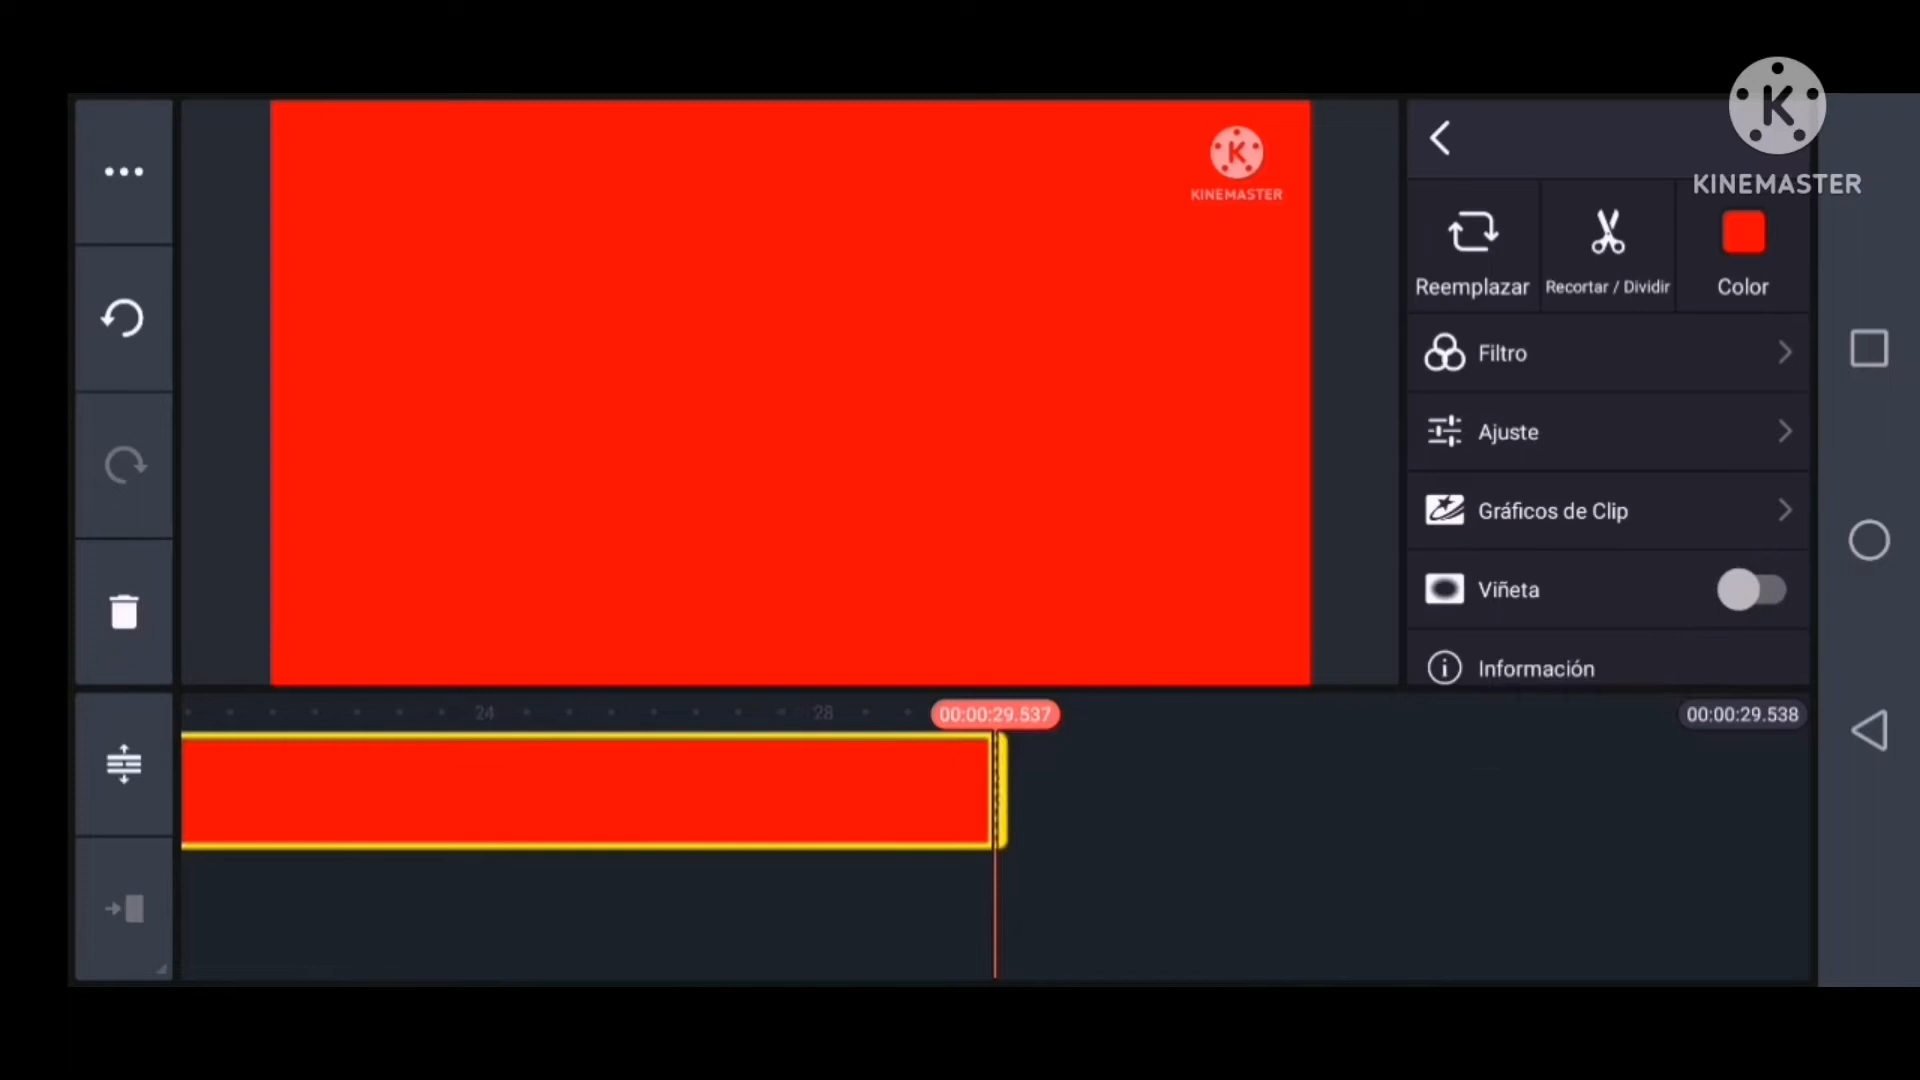 K
KINEMASTER
K
KINEMASTER
Reemplazar
Recortar / Dividir
Color
Filtro
Ajuste
Gráficos de Clip
Viñeta
Información
24
28
00:00:29.537
00:00:29.538